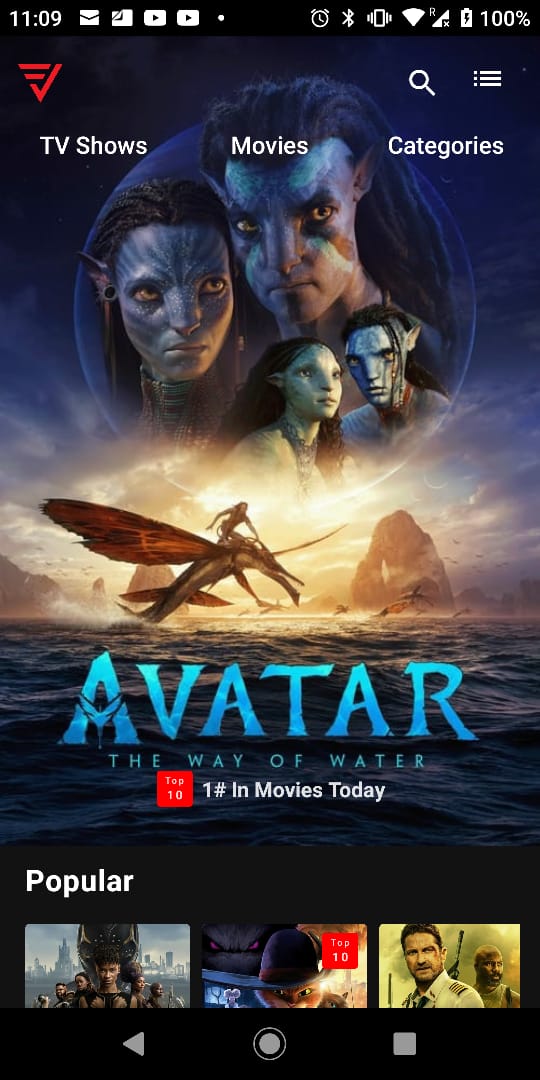 11:09
R
100%
TV Shows Movies Categories
AVATAR
THE WAY OF WATER
Top
10
1# In Movies Today
Popular
Top
10